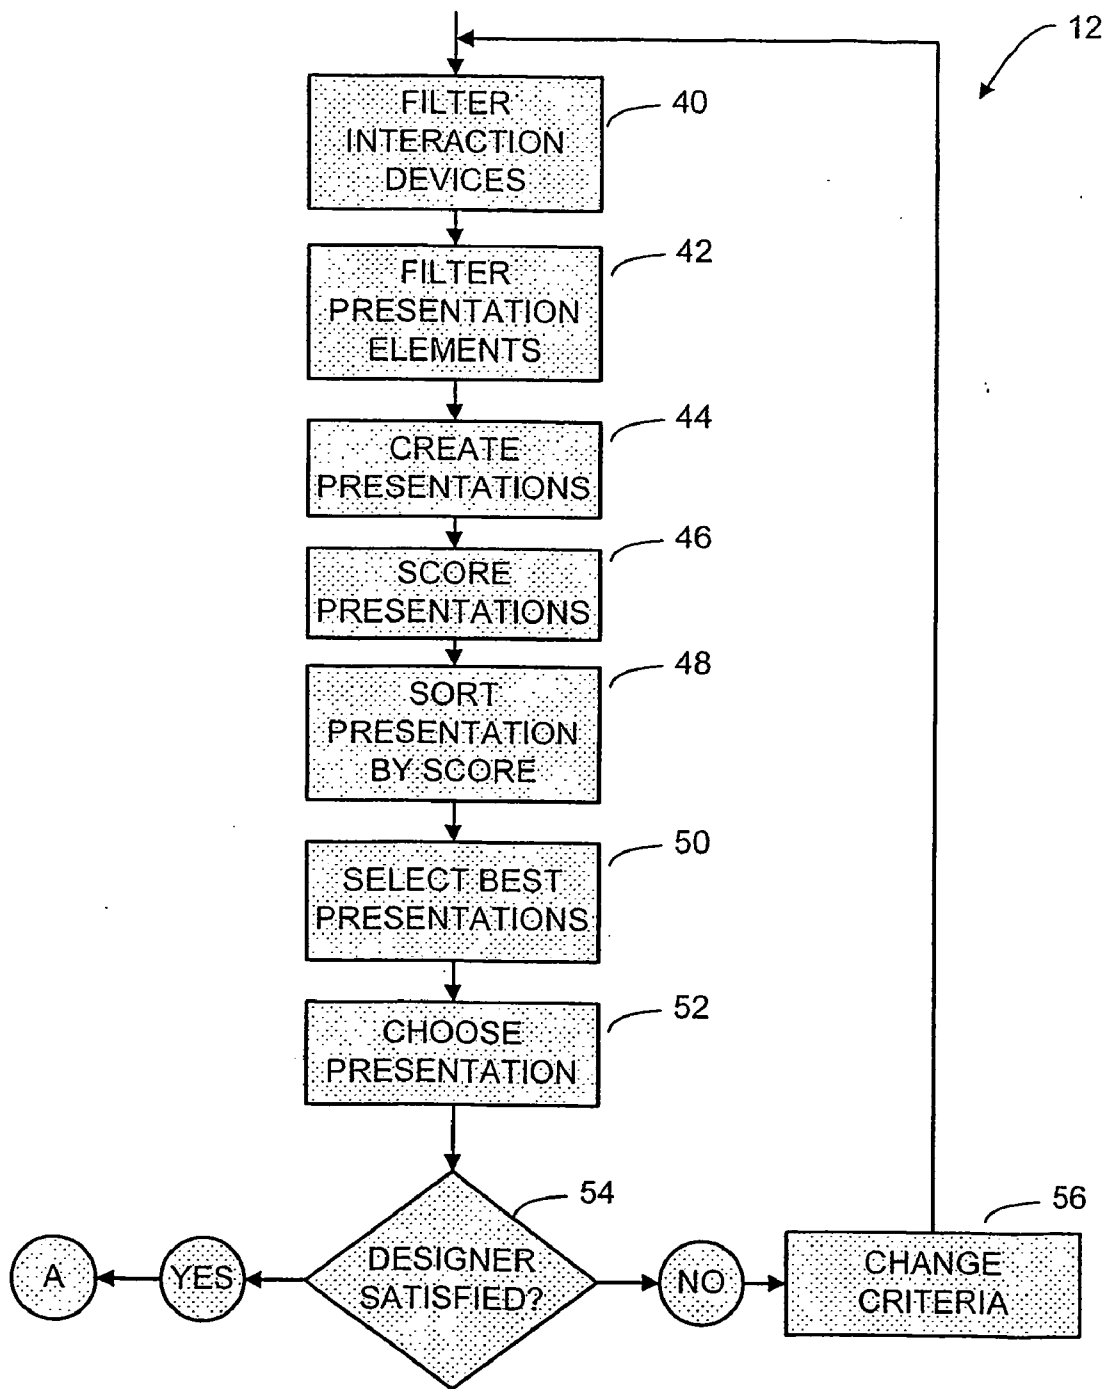 12
FILTER
INTERACTION
DEVICES
40
FILTER
PRESENTATION
ELEMENTS
42
CREATE
PRESENTATIONS
44
SCORE
PRESENTATIONS
46
SORT
PRESENTATION
BY SCORE
48
SELECT BEST
PRESENTATIONS
50
CHOOSE
PRESENTATION
52
DESIGNER
SATISFIED?
54
YES
A
NO
CHANGE
CRITERIA
56